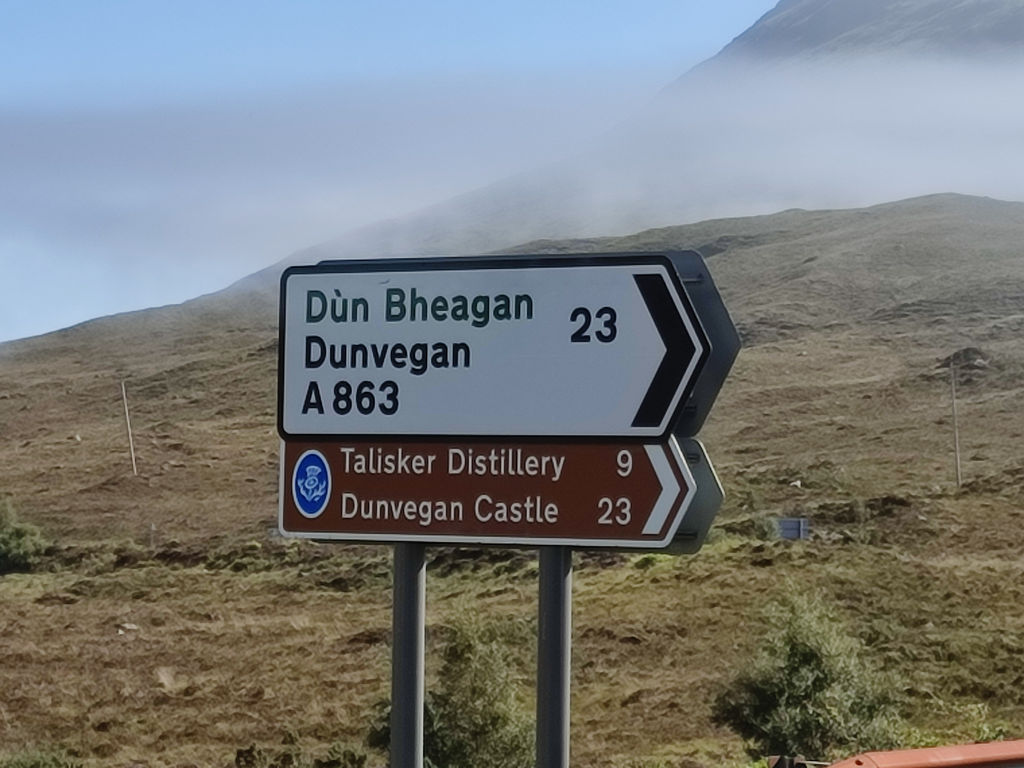 Dùn Bheagan 23
Dunvegan
A 863
Talisker Distillery 9
Dunvegan Castle 23